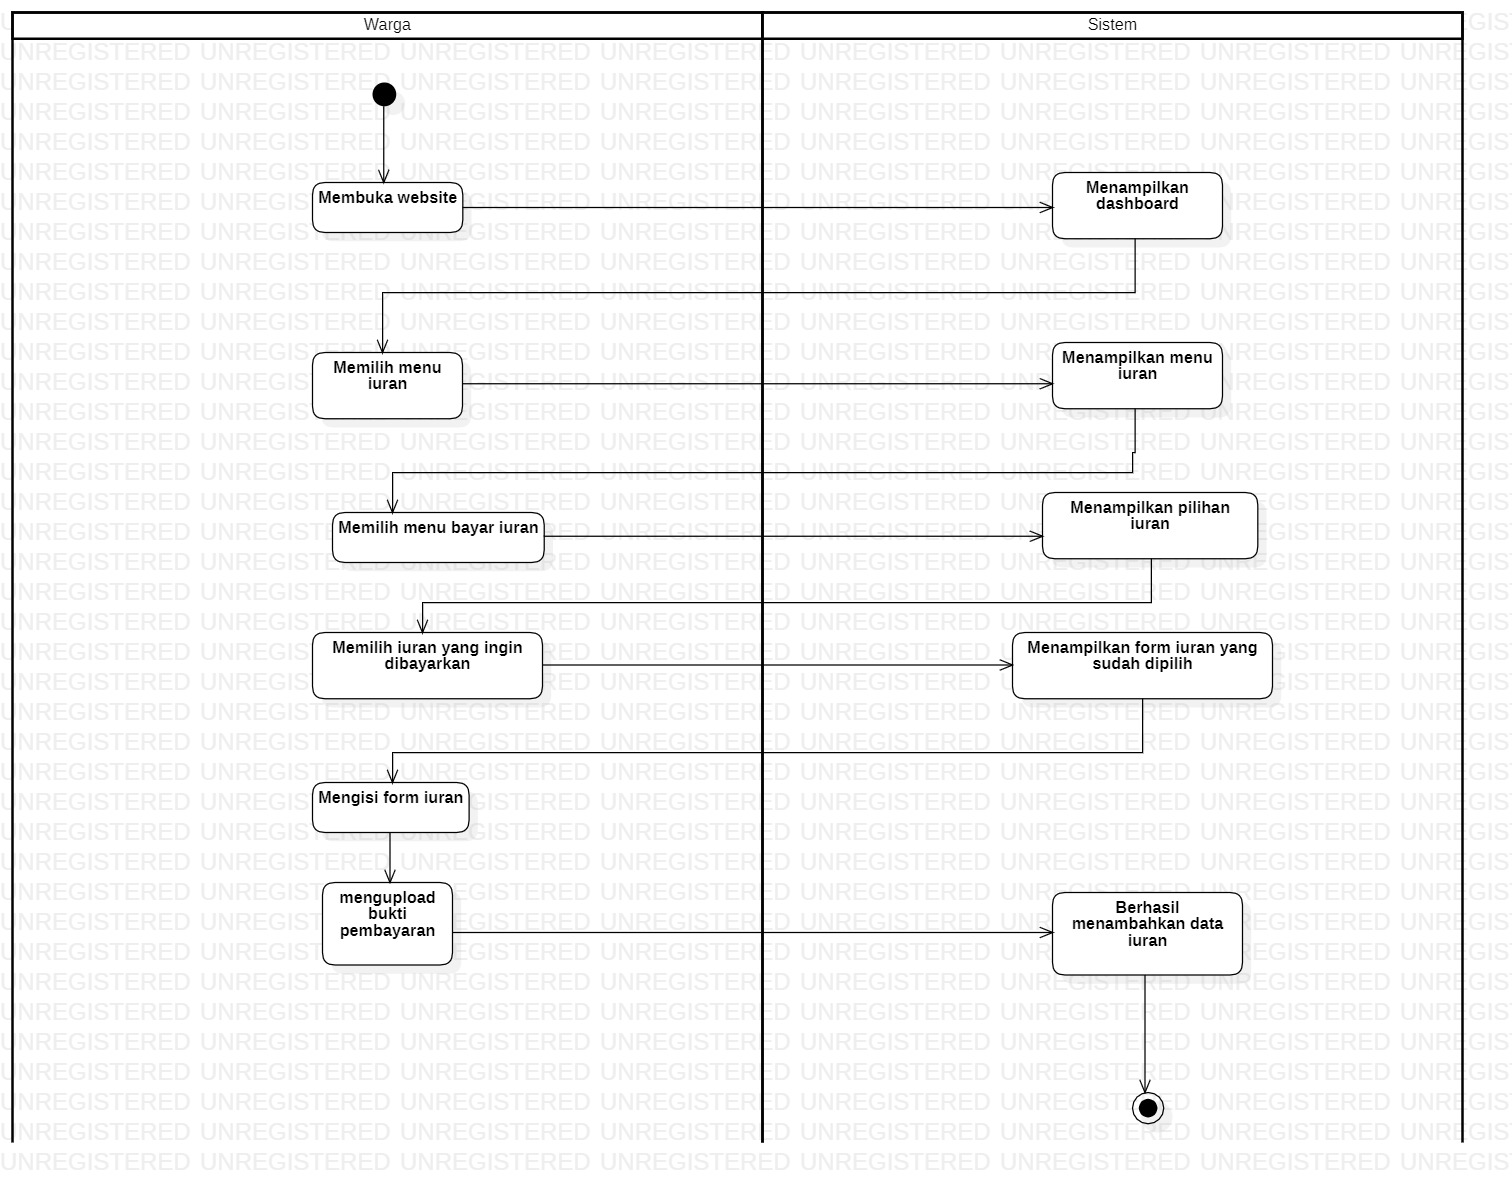 Warga
Sistem
Membuka website
Menampilkan
dashboard
Memilih menu
iuran
Menampilkan menu
iuran
Memilih menu bayar iuran
Menampilkan pilihan
iuran
Memilih iuran yang ingin
dibayarkan
Menampilkan form iuran yang
sudah dipilih
Mengisi form iuran
mengupload
bukti
pembayaran
Berhasil
menambahkan data
iuran
UNREGISTERED